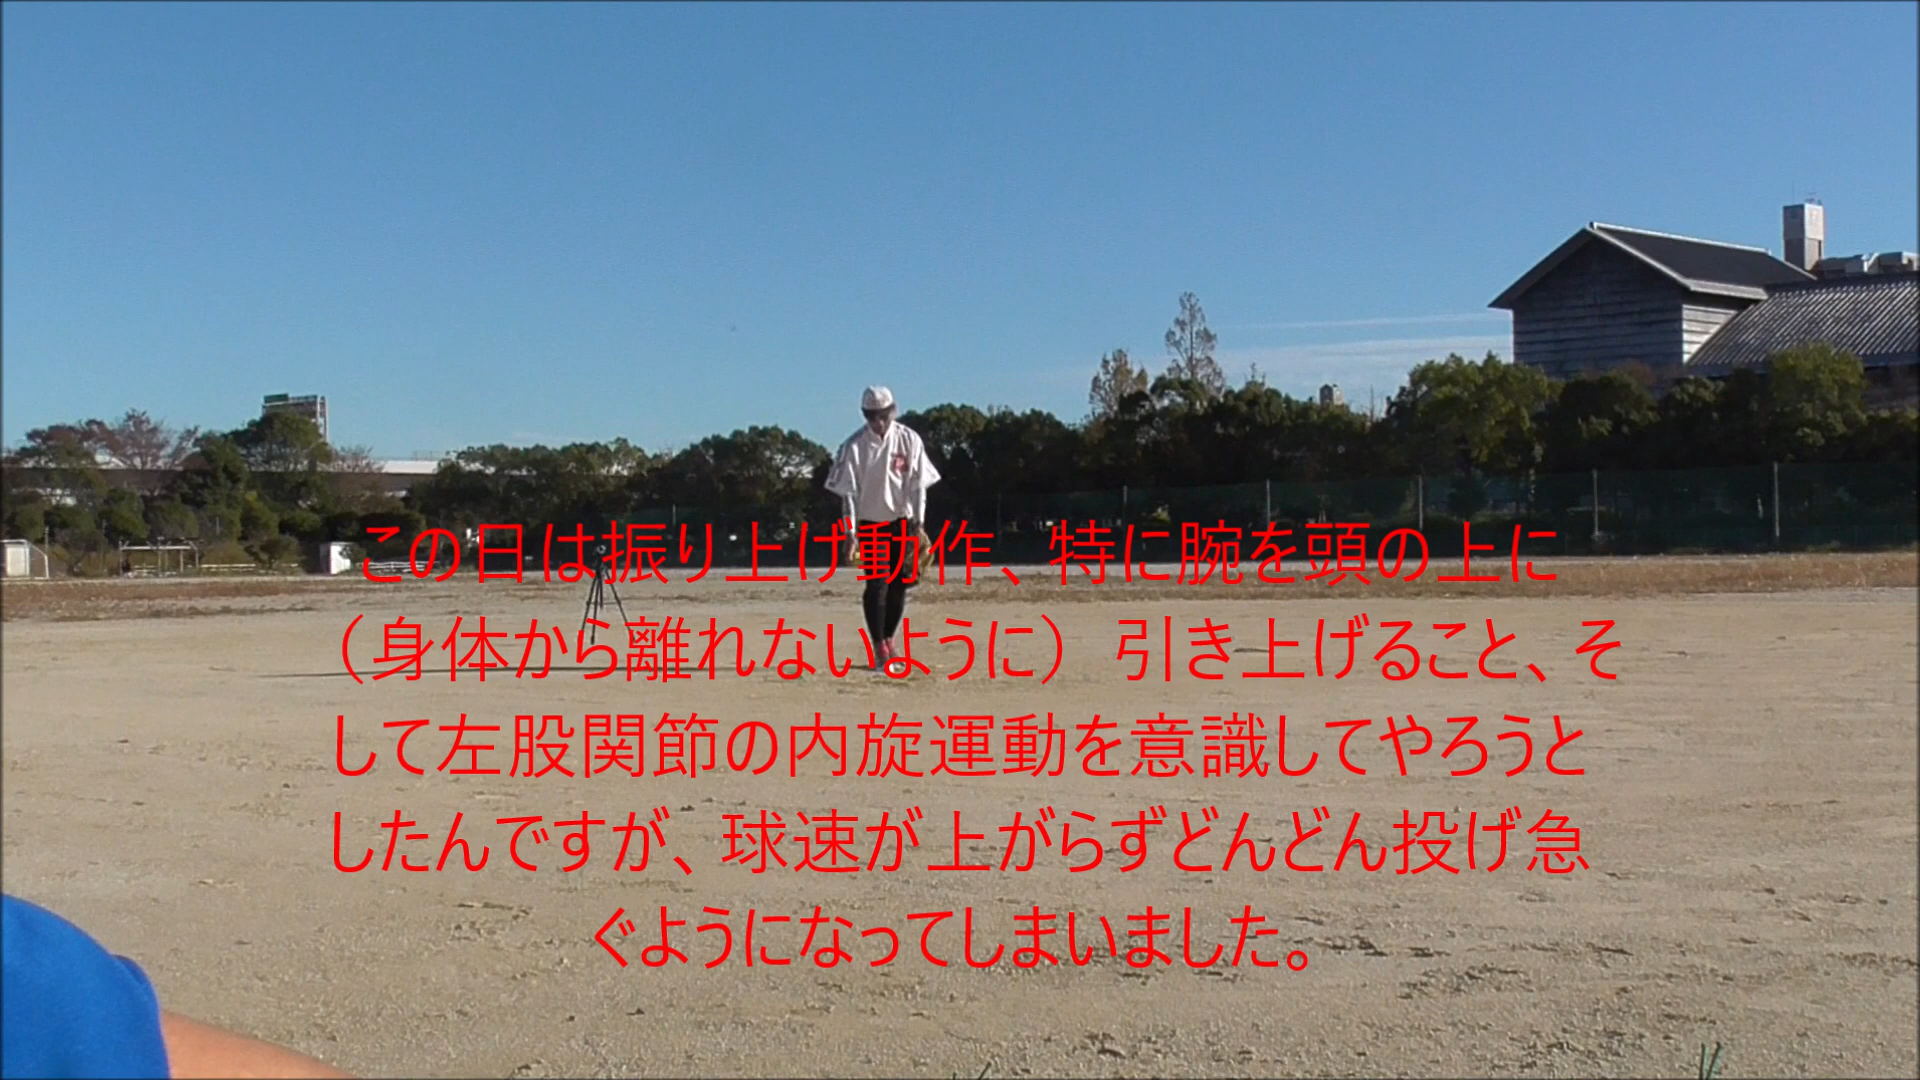 この日は振り上げ動作、特に腕を頭の上に
（身体から離れないように）引き上げること、そ
して左股関節の内旋運動を意識してやろうと
したんですが、球速が上がらずどんどん投げ急
ぐようになってしまいました。